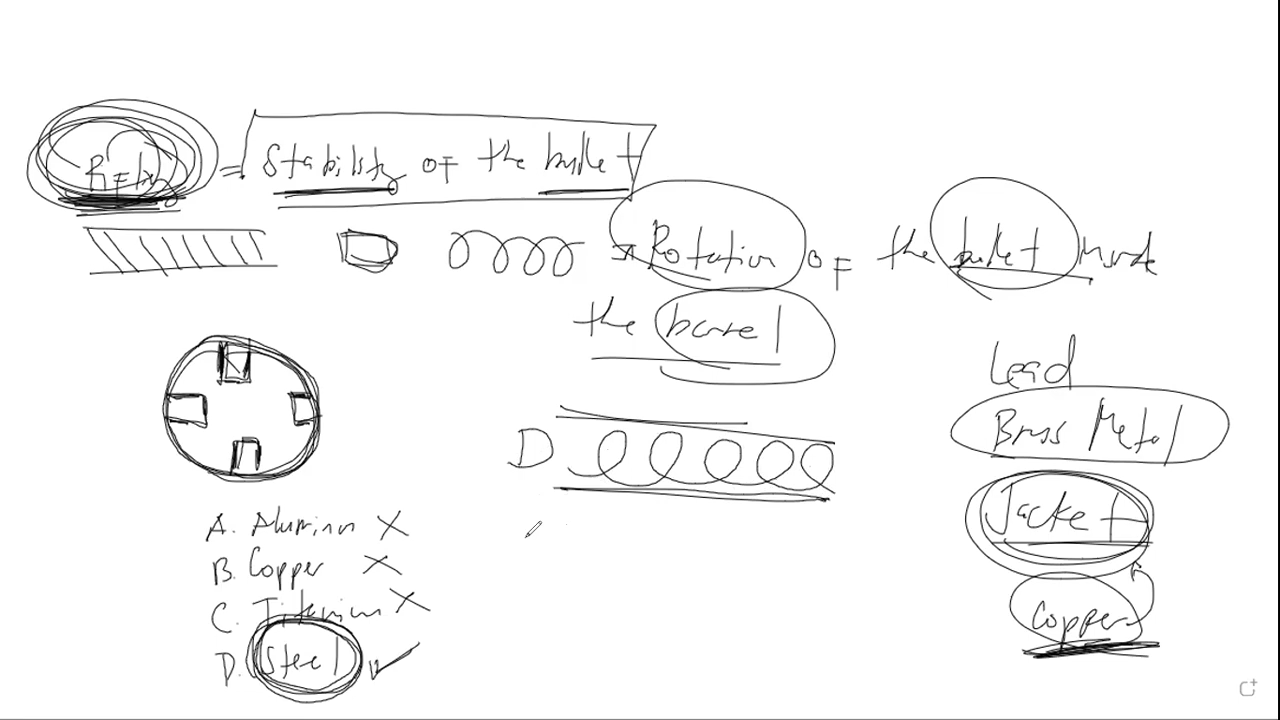 Rifling = Stability OF the bullet
Rotation OF the bullet inside
the barrel
Lead
Brass Metal
D
Jacket
A. Aluminum X
B. Copper X
C. Titanium X
Copper
D. Steel ✓